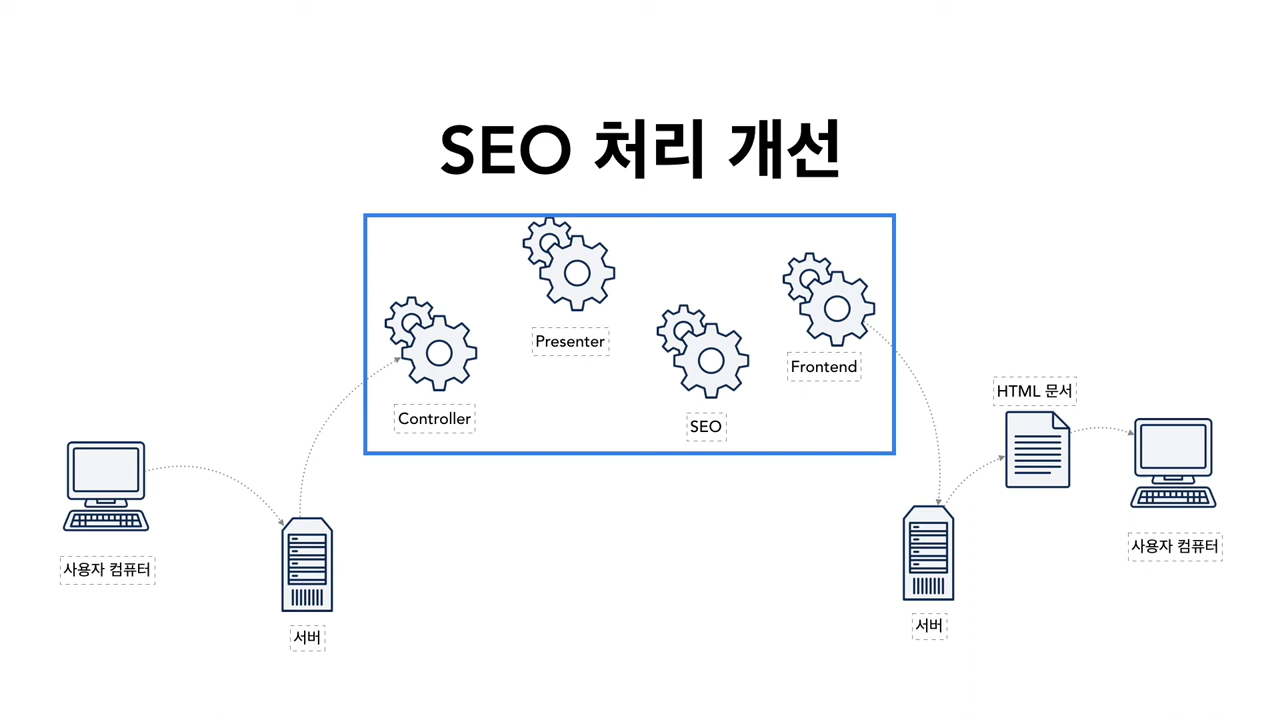 SEO 처리 개선
Presenter
Frontend
Controller
SEO
HTML 문서
사용자 컴퓨터
서버
서버
사용자 컴퓨터